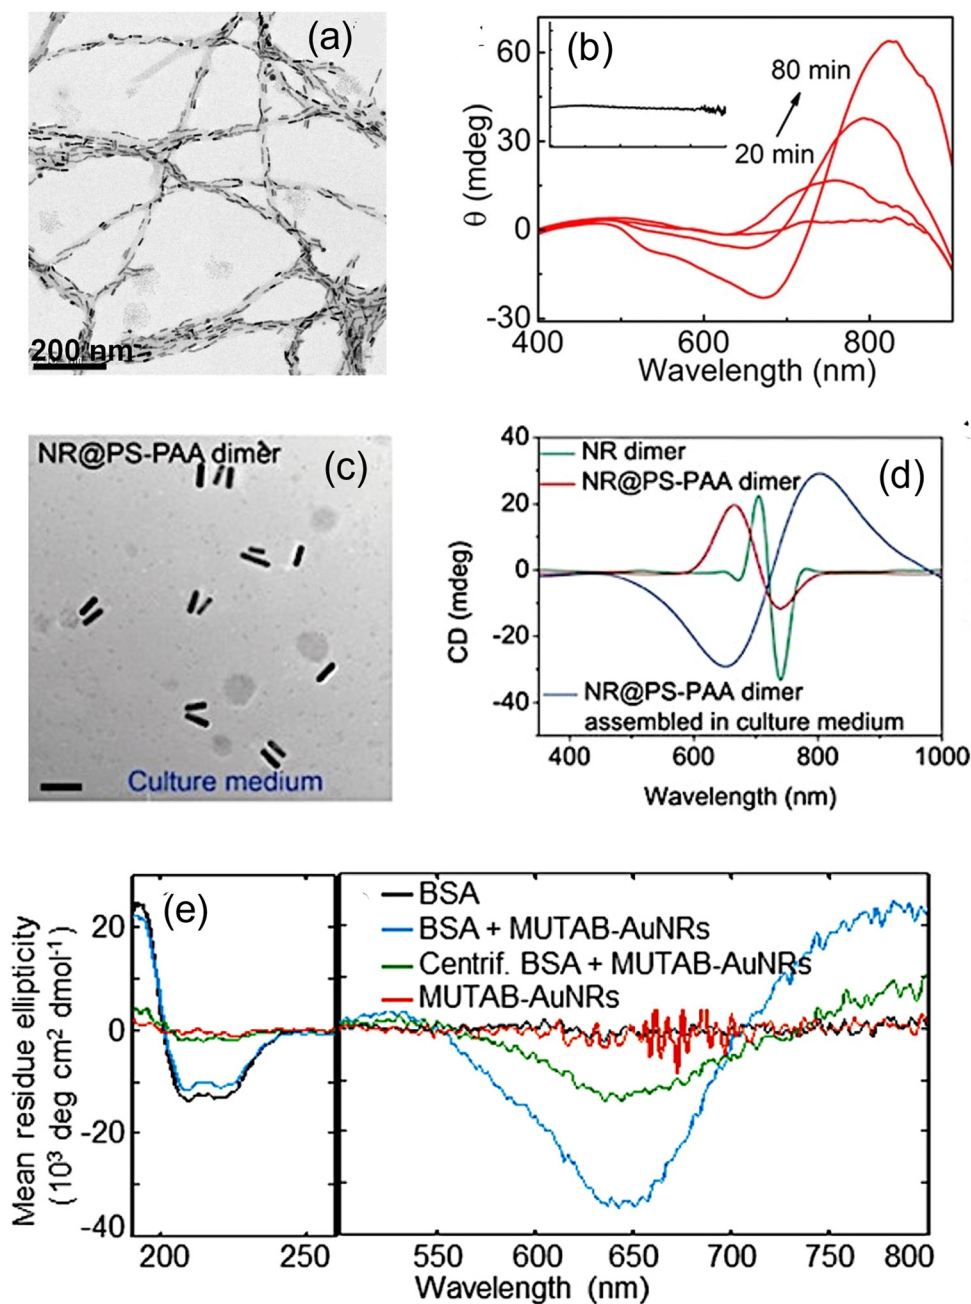 (a)
200 nm
(b)
60
30
0
-30
θ (mdeg)
80 min
20 min
400
600
800
Wavelength (nm)
NR@PS-PAA dimer
(c)
Culture medium
(d)
40
20
0
-20
-40
CD (mdeg)
NR dimer
NR@PS-PAA dimer
NR@PS-PAA dimer
assembled in culture medium
400
600
800
1000
Wavelength (nm)
(e)
20
0
-20
-40
Mean residue ellipticity
(10³ deg cm² dmol⁻¹)
BSA
BSA + MUTAB-AuNRs
Centrif. BSA + MUTAB-AuNRs
MUTAB-AuNRs
200
250
550
600
650
700
750
800
Wavelength (nm)